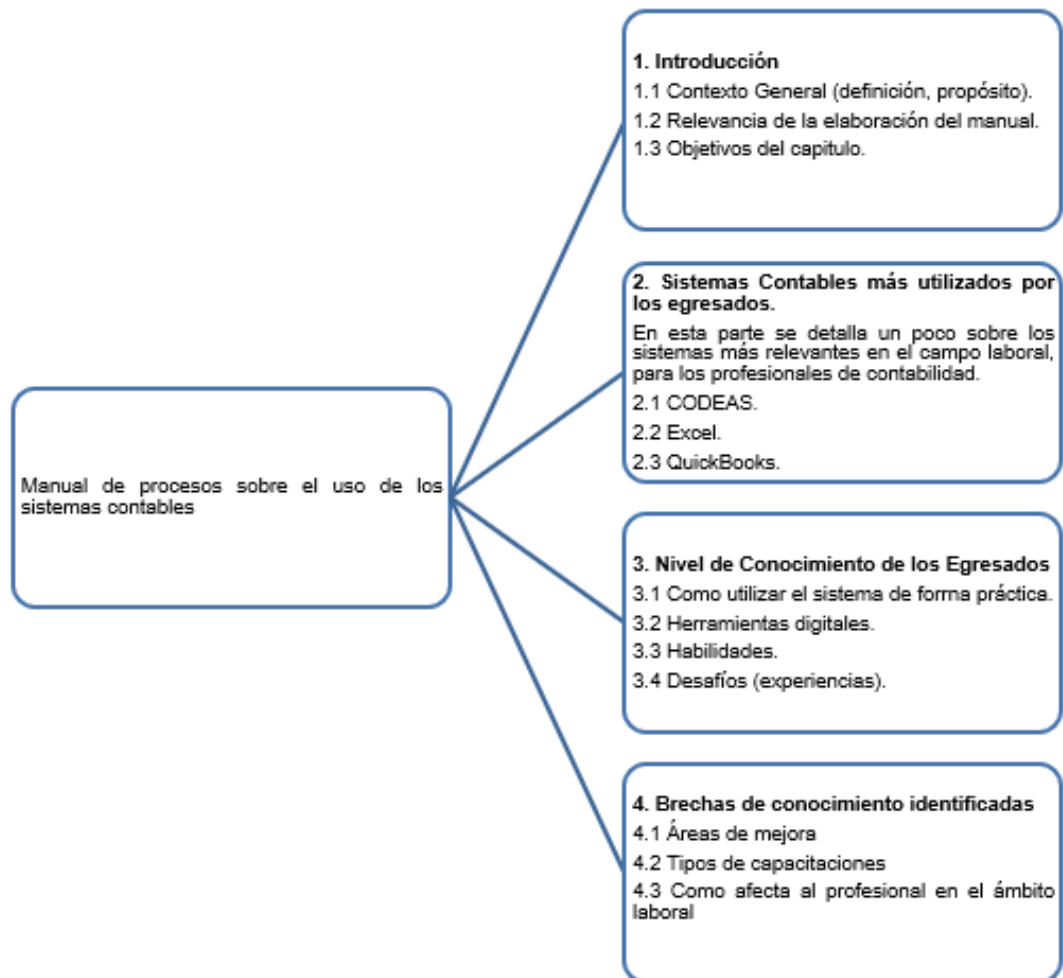 1. Introducción
1.1 Contexto General (definición, propósito).
1.2 Relevancia de la elaboración del manual.
1.3 Objetivos del capitulo.
2. Sistemas Contables más utilizados por
los egresados.
En esta parte se detalla un poco sobre los
sistemas más relevantes en el campo laboral,
para los profesionales de contabilidad.
2.1 CODEAS.
2.2 Excel.
2.3 QuickBooks.
Manual de procesos sobre el uso de los
sistemas contables
3. Nivel de Conocimiento de los Egresados
3.1 Como utilizar el sistema de forma práctica.
3.2 Herramientas digitales.
3.3 Habilidades.
3.4 Desafíos (experiencias).
4. Brechas de conocimiento identificadas
4.1 Áreas de mejora
4.2 Tipos de capacitaciones
4.3 Como afecta al profesional en el ámbito
laboral